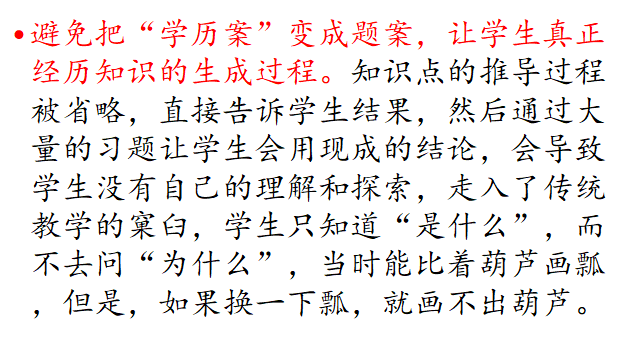 •避免把“学历案”变成题案，让学生真正
经历知识的生成过程。知识点的推导过程
被省略，直接告诉学生结果，然后通过大
量的习题让学生会用现成的结论，会导致
学生没有自己的理解和探索，走入了传统
教学的窠臼，学生只知道“是什么”，而
不去问“为什么”，当时能比着葫芦画瓢
，但是，如果换一下瓢，就画不出葫芦。